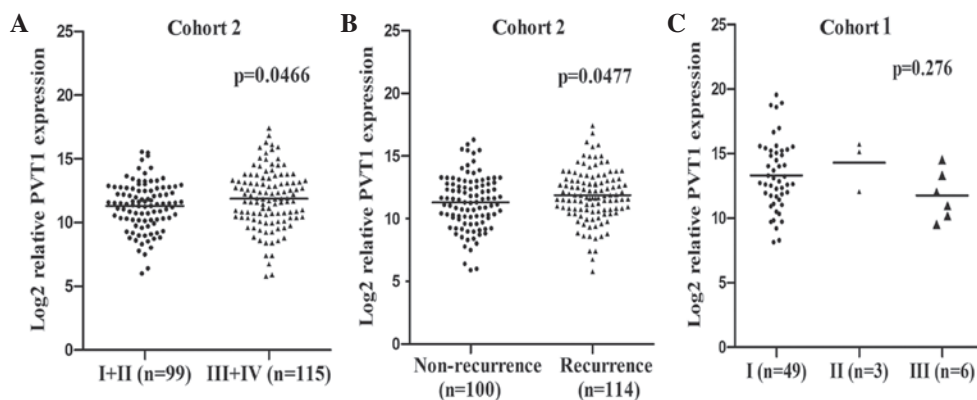 A
Cohort 2
p=0.0466
Log2 relative PVT1 expression
25
20
15
10
5
0
I+II (n=99) III+IV (n=115)
B
Cohort 2
p=0.0477
Log2 relative PVT1 expression
25
20
15
10
5
0
Non-recurrence Recurrence
(n=100) (n=114)
C
Cohort 1
p=0.276
Log2 relative PVT1 expression
25
20
15
10
5
0
I (n=49) II (n=3) III (n=6)